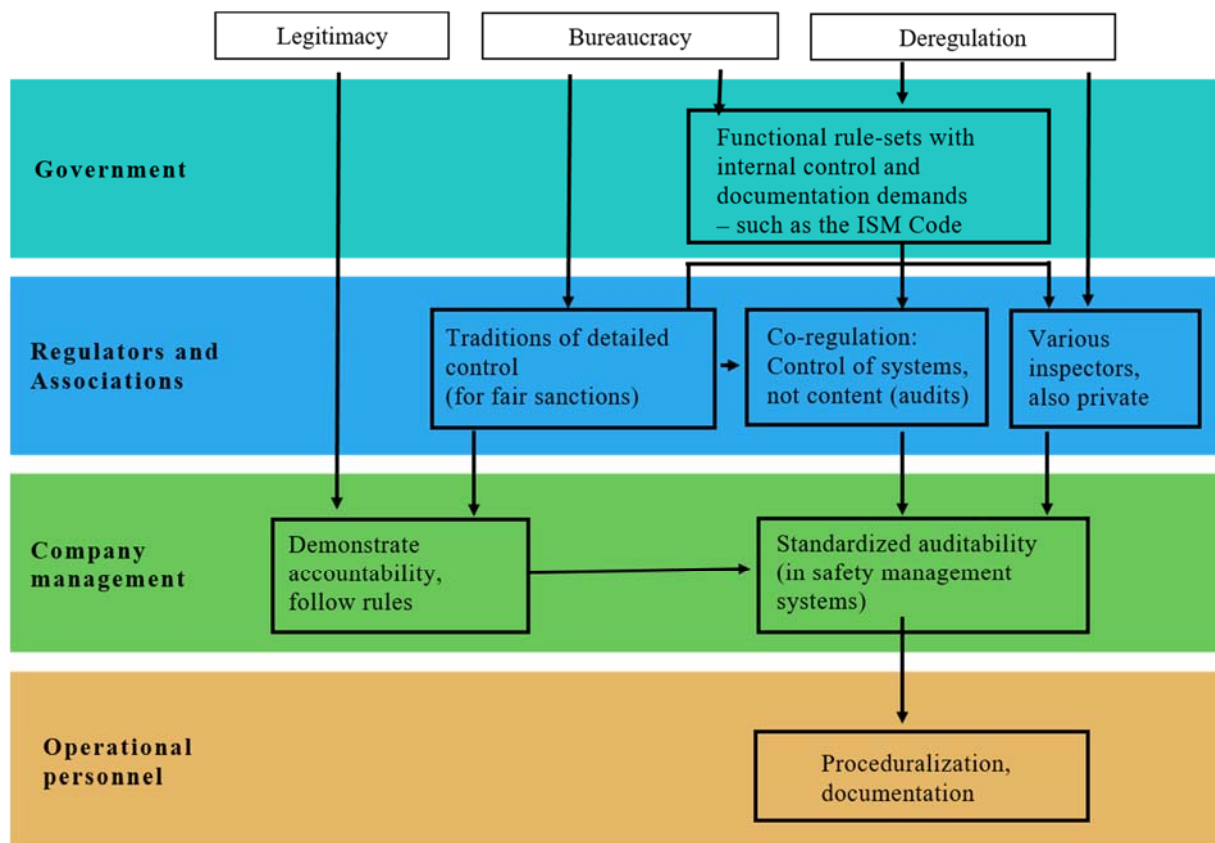 Legitimacy
Bureaucracy
Deregulation
Government
Functional rule-sets with
internal control and
documentation demands
– such as the ISM Code
Regulators and
Associations
Traditions of detailed
control
(for fair sanctions)
Co-regulation:
Control of systems,
not content (audits)
Various
inspectors,
also private
Company
management
Demonstrate
accountability,
follow rules
Standardized auditability
(in safety management
systems)
Operational
personnel
Proceduralization,
documentation